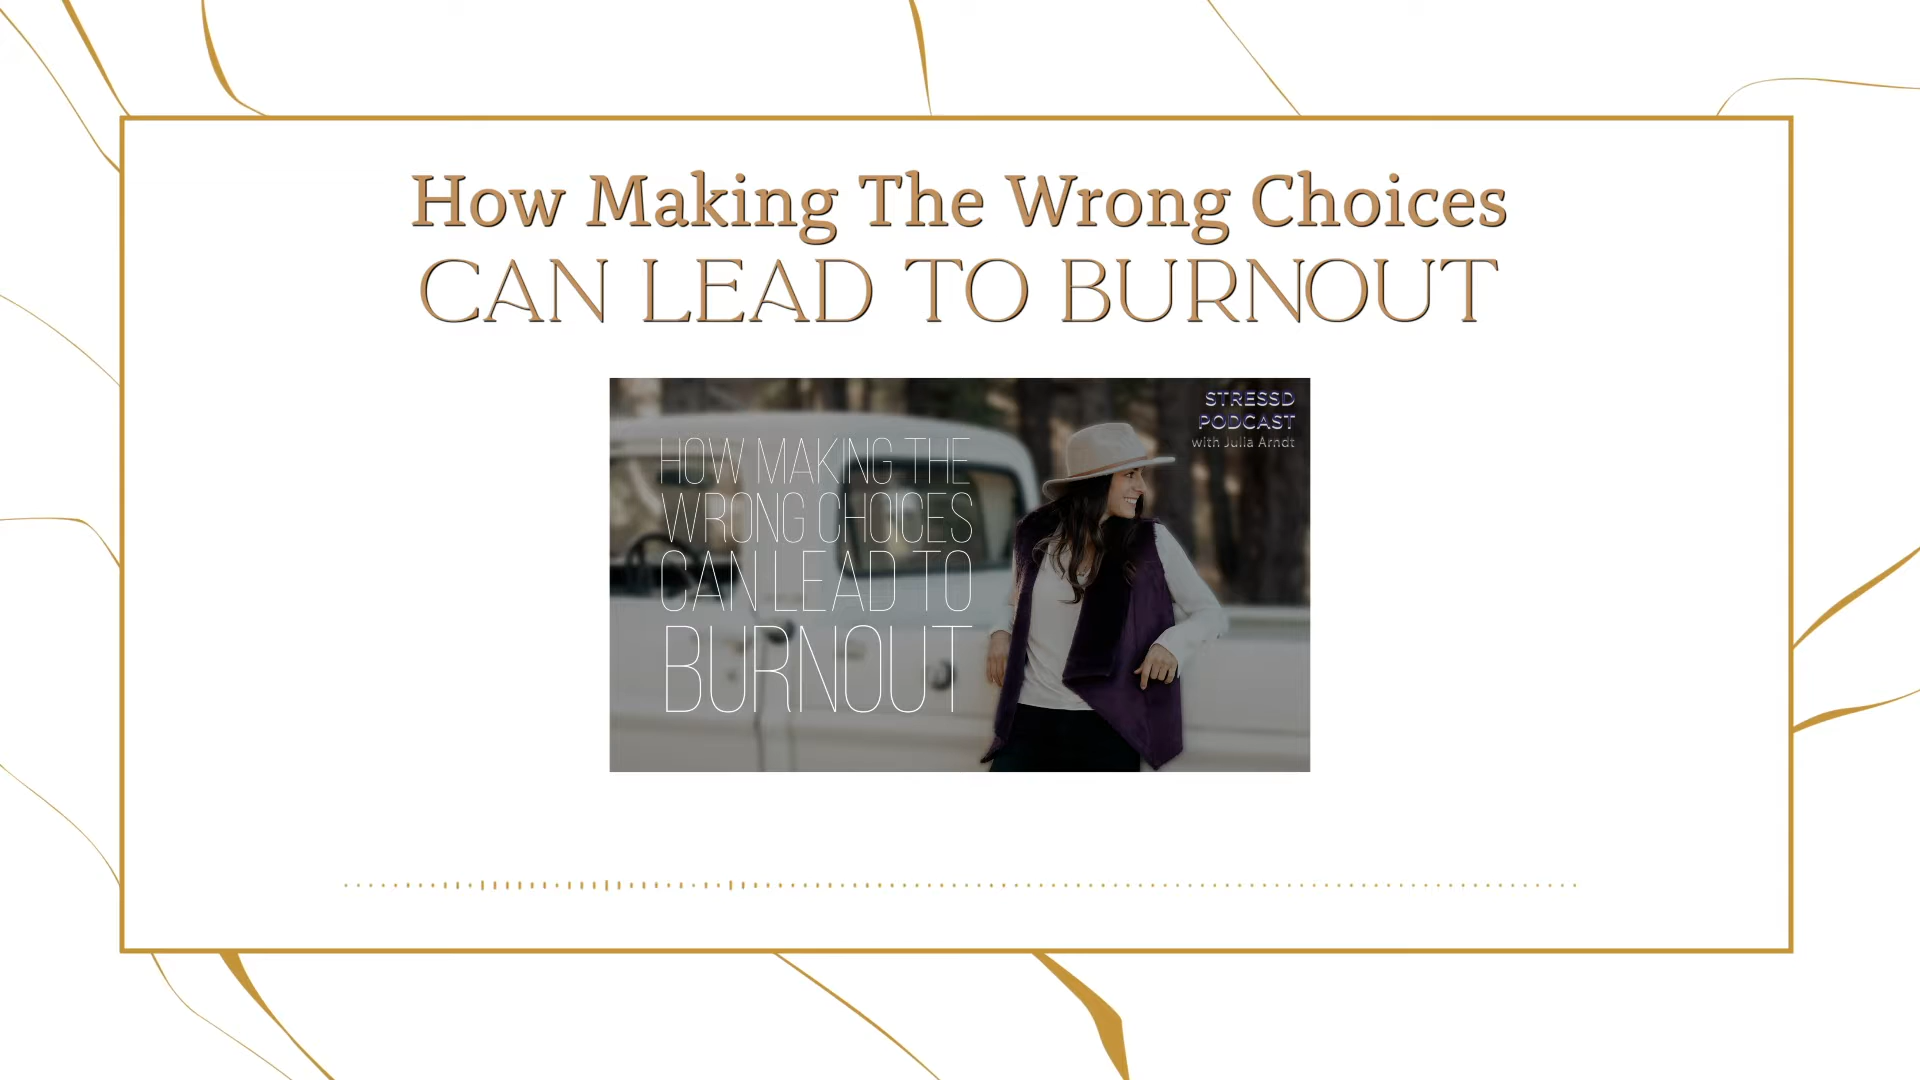 How Making The Wrong Choices
CAN LEAD TO BURNOUT
STRESSD
PODCAST
with Julia Arndt
HOW MAKING THE
WRONG CHOICES
CAN LEAD TO
BURNOUT